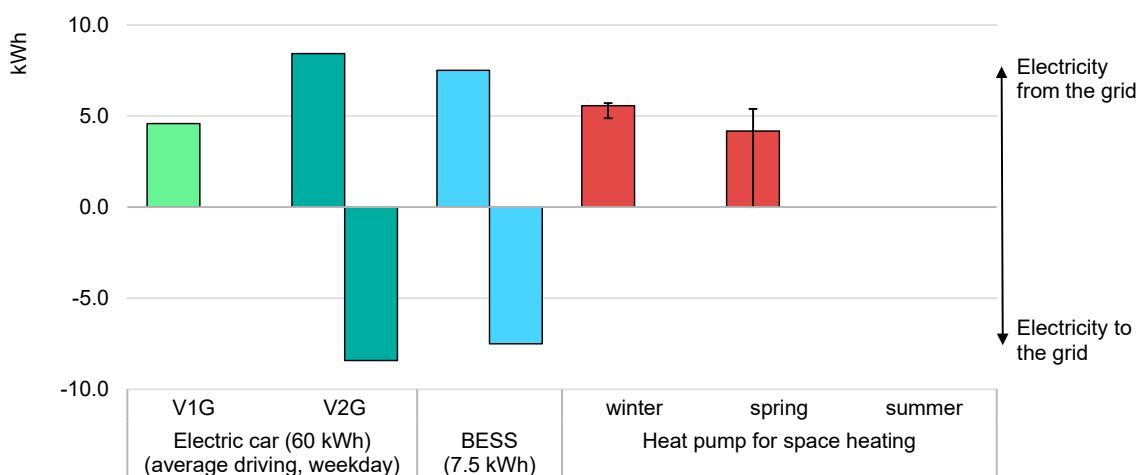 kWh
10.0
5.0
0.0
-5.0
-10.0
Electricity
from the grid
Electricity to
the grid
V1G
V2G
winter
spring
summer
Electric car (60 kWh)
(average driving, weekday)
BESS
(7.5 kWh)
Heat pump for space heating